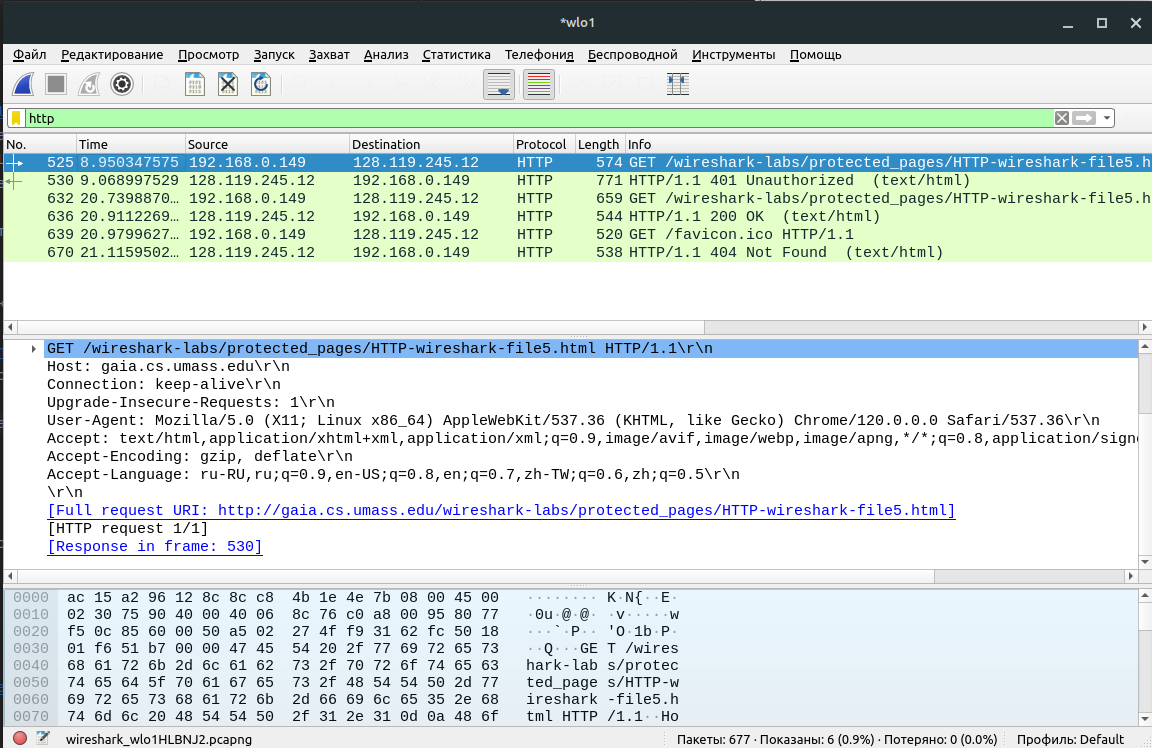 *wlo1
Файл Редактирование Просмотр Запуск Захват Анализ Статистика Телефония Беспроводной Инструменты Помощь
http
No. Time Source Destination Protocol Length Info
525 8.950347575 192.168.0.149 128.119.245.12 HTTP 574 GET /wireshark-labs/protected_pages/HTTP-wireshark-file5.h
530 9.068997529 128.119.245.12 192.168.0.149 HTTP 771 HTTP/1.1 401 Unauthorized (text/html)
632 20.7398870… 192.168.0.149 128.119.245.12 HTTP 659 GET /wireshark-labs/protected_pages/HTTP-wireshark-file5.h
636 20.9112269… 128.119.245.12 192.168.0.149 HTTP 544 HTTP/1.1 200 OK (text/html)
639 20.9799627… 192.168.0.149 128.119.245.12 HTTP 520 GET /favicon.ico HTTP/1.1
670 21.1159502… 128.119.245.12 192.168.0.149 HTTP 538 HTTP/1.1 404 Not Found (text/html)
GET /wireshark-labs/protected_pages/HTTP-wireshark-file5.html HTTP/1.1\r\n
Host: gaia.cs.umass.edu\r\n
Connection: keep-alive\r\n
Upgrade-Insecure-Requests: 1\r\n
User-Agent: Mozilla/5.0 (X11; Linux x86_64) AppleWebKit/537.36 (KHTML, like Gecko) Chrome/120.0.0.0 Safari/537.36\r\n
Accept: text/html,application/xhtml+xml,application/xml;q=0.9,image/avif,image/webp,image/apng,*/*;q=0.8,application/signe
Accept-Encoding: gzip, deflate\r\n
Accept-Language: ru-RU,ru;q=0.9,en-US;q=0.8,en;q=0.7,zh-TW;q=0.6,zh;q=0.5\r\n
\r\n
[Full request URI: http://gaia.cs.umass.edu/wireshark-labs/protected_pages/HTTP-wireshark-file5.html]
[HTTP request 1/1]
[Response in frame: 530]
0000 ac 15 a2 96 12 8c 8c c8 4b 1e 4e 7b 08 00 45 00 ········ K·N{··E·
0010 02 30 75 90 40 00 40 06 8c 76 c0 a8 00 95 80 77 ·0u·@·@· ·v·····w
0020 f5 0c 85 60 00 50 a5 02 27 4f f9 31 62 fc 50 18 ···`·P·· 'O·1b·P·
0030 01 f6 51 b7 00 00 47 45 54 20 2f 77 69 72 65 73 ··Q···GE T /wires
0040 68 61 72 6b 2d 6c 61 62 73 2f 70 72 6f 74 65 63 hark-lab s/protec
0050 74 65 64 5f 70 61 67 65 73 2f 48 54 54 50 2d 77 ted_page s/HTTP-w
0060 69 72 65 73 68 61 72 6b 2d 66 69 6c 65 35 2e 68 ireshark -file5.h
0070 74 6d 6c 20 48 54 54 50 2f 31 2e 31 0d 0a 48 6f tml HTTP /1.1··Ho
wireshark_wlo1HLBNJ2.pcapng Пакеты: 677 · Показаны: 6 (0.9%) · Потеряно: 0 (0.0%) Профиль: Default